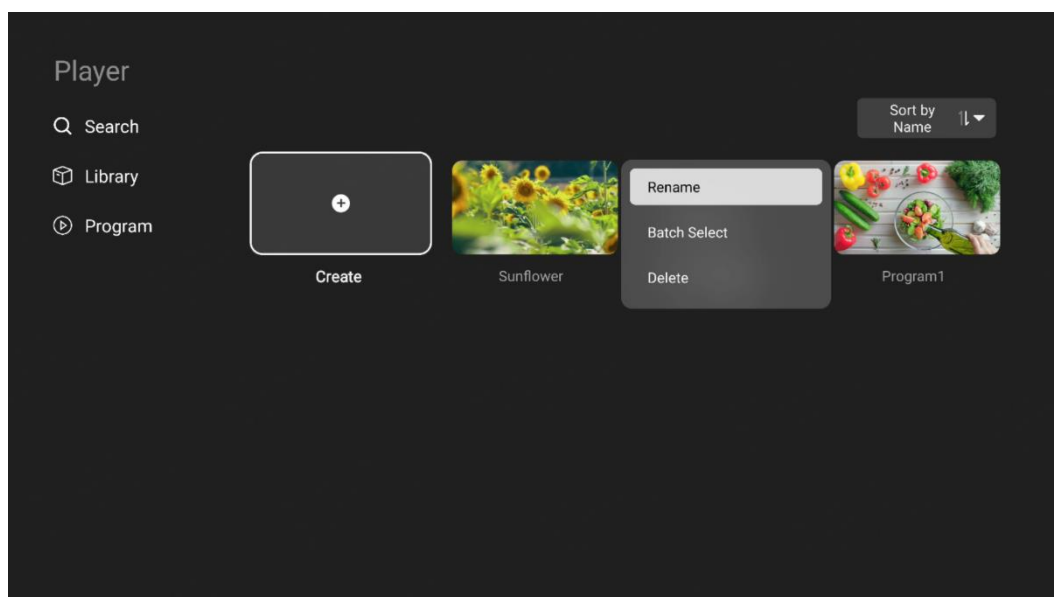 Player
Search
Library
Program
Sort by
Name
Create
Sunflower
Rename
Batch Select
Delete
Program1